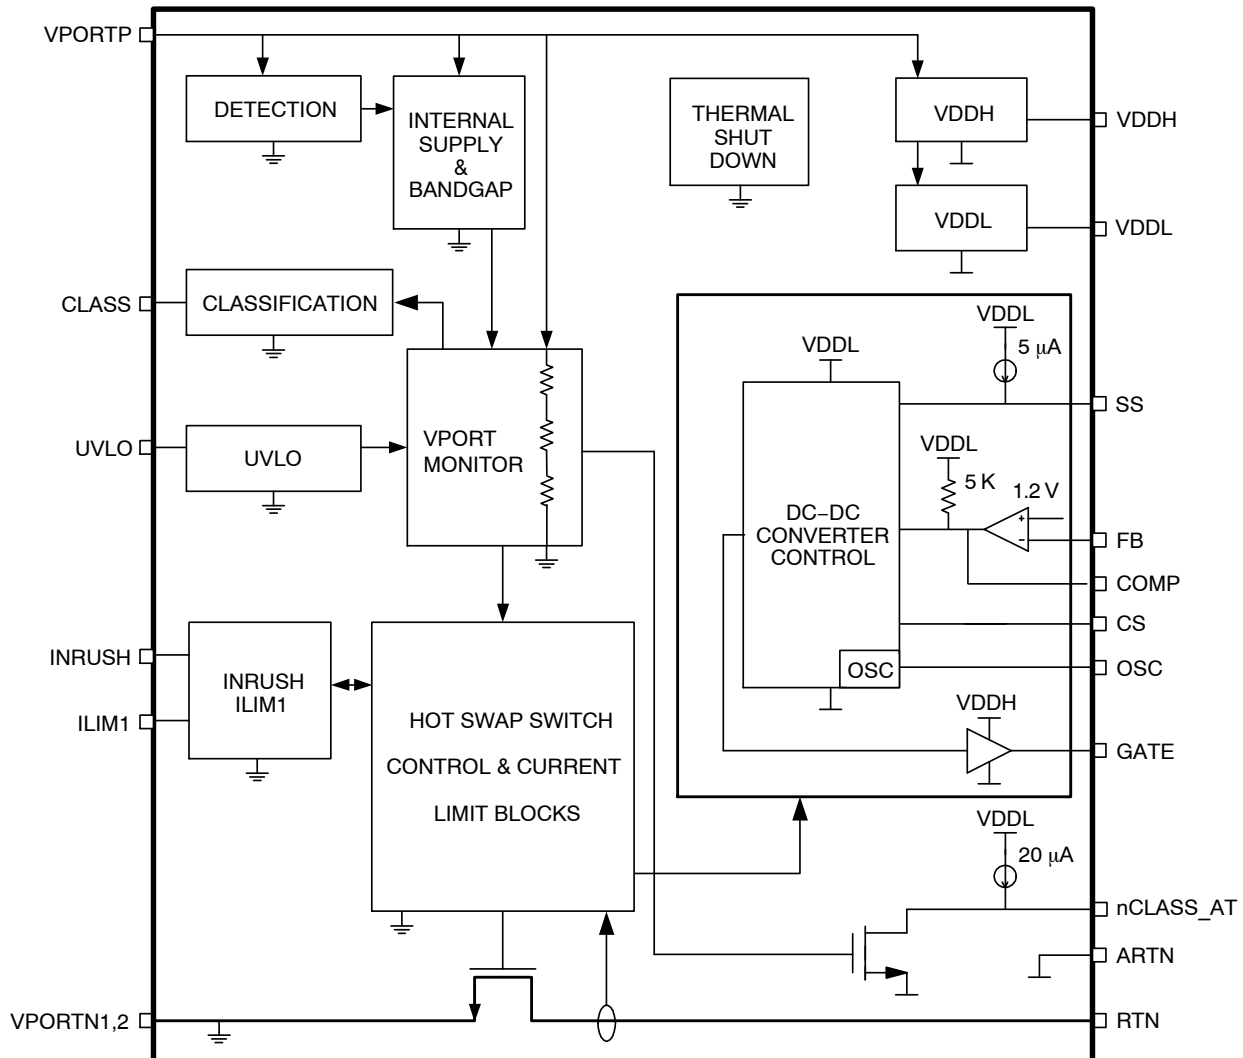 VPORTP
DETECTION
INTERNAL
SUPPLY
&
BANDGAP
THERMAL
SHUT
DOWN
VDDH
VDDH
VDDL
VDDL
CLASS
CLASSIFICATION
VDDL
5 µA
VDDL
SS
UVLO
UVLO
VPORT
MONITOR
VDDL
5 K
1.2 V
+
−
DC−DC
CONVERTER
CONTROL
FB
COMP
CS
OSC
OSC
INRUSH
ILIM1
INRUSH
ILIM1
HOT SWAP SWITCH
CONTROL & CURRENT
LIMIT BLOCKS
VDDH
GATE
VDDL
20 µA
nCLASS_AT
ARTN
VPORTN1,2
RTN